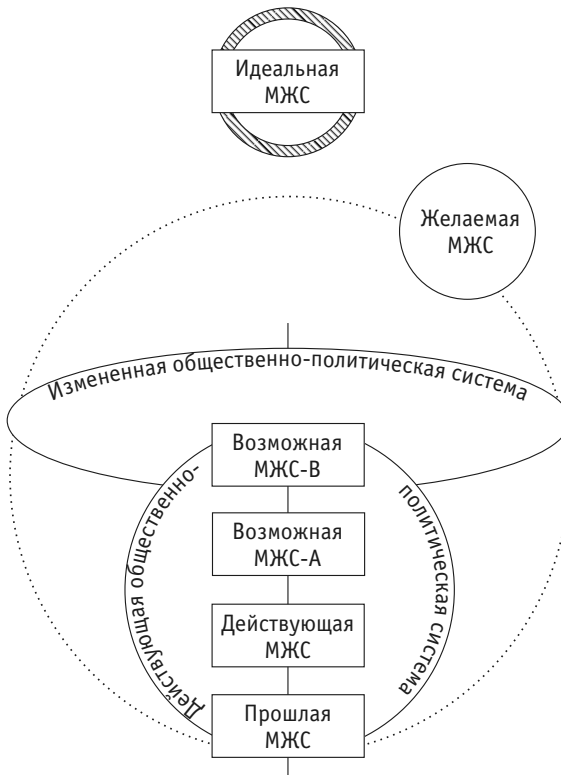 Идеальная
МЖС
Желаемая
МЖС
Измененная общественно-политическая система
Возможная
МЖС-В
Возможная
МЖС-А
Действующая
МЖС
Прошлая
МЖС
Действующая общественно-
политическая система